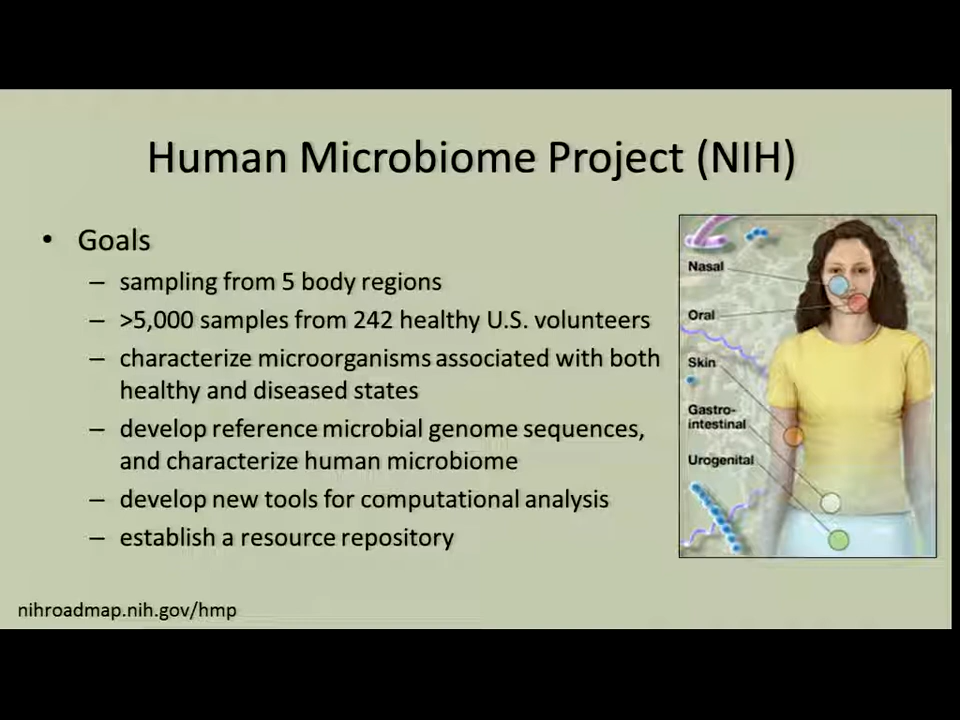 Human Microbiome Project (NIH)
• Goals
– sampling from 5 body regions
– >5,000 samples from 242 healthy U.S. volunteers
– characterize microorganisms associated with both
healthy and diseased states
– develop reference microbial genome sequences,
and characterize human microbiome
– develop new tools for computational analysis
– establish a resource repository
Nasal
Oral
Skin
Gastro-
intestinal
Urogenital
nihroadmap.nih.gov/hmp